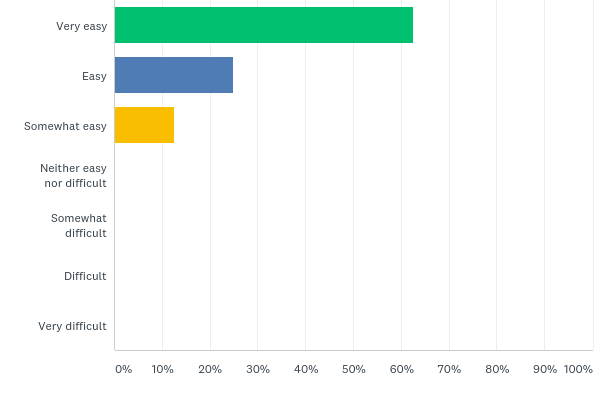 Very easy
Easy
Somewhat easy
Neither easy
nor difficult
Somewhat
difficult
Difficult
Very difficult
0% 10% 20% 30% 40% 50% 60% 70% 80% 90% 100%